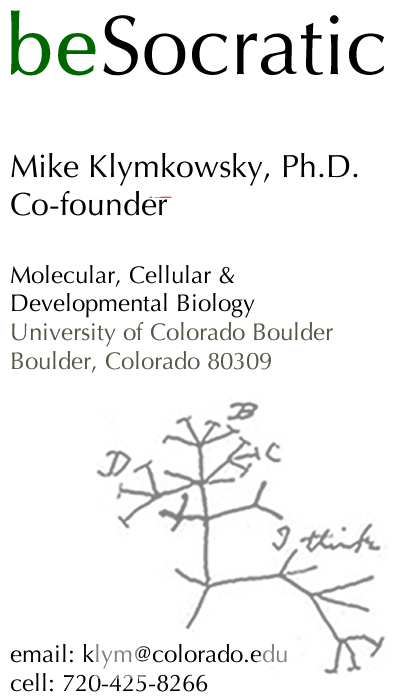 beSocratic
Mike Klymkowsky, Ph.D.
Co-founder
Molecular, Cellular &
Developmental Biology
University of Colorado Boulder
Boulder, Colorado 80309
B
D
C
I think
email: klym@colorado.edu
cell: 720-425-8266